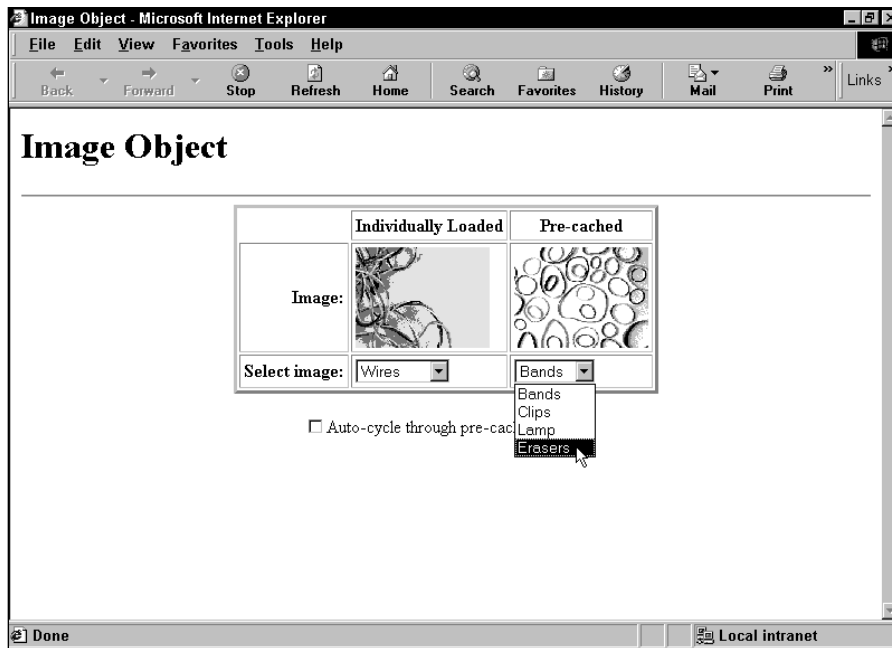 Image Object - Microsoft Internet Explorer
File Edit View Favorites Tools Help
Back Forward Stop Refresh Home Search Favorites History Mail Print » Links »
Image Object
Individually Loaded Pre-cached
Image:
Select image: Wires Bands
Bands
Clips
Auto-cycle through pre-cac Lamp
Erasers
Done Local intranet